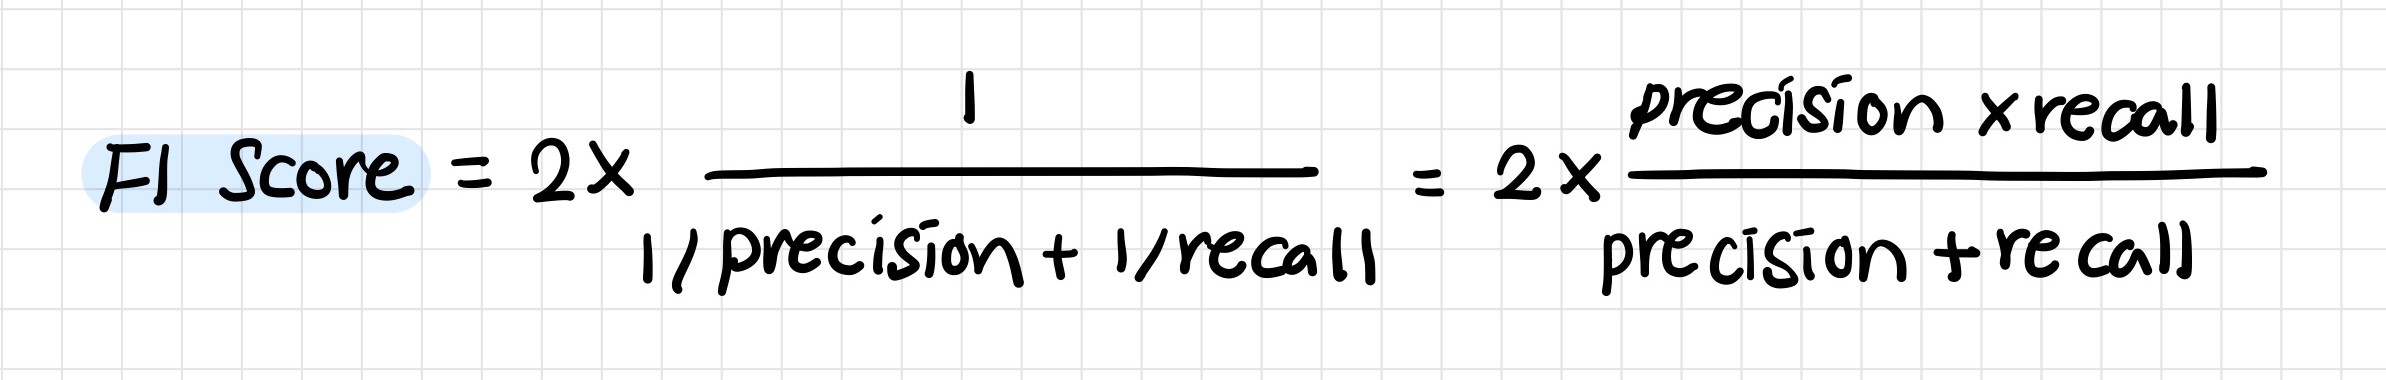 F1 Score = 2 x 1 / (1/precision + 1/recall) = 2 x (precision x recall) / (precision + recall)